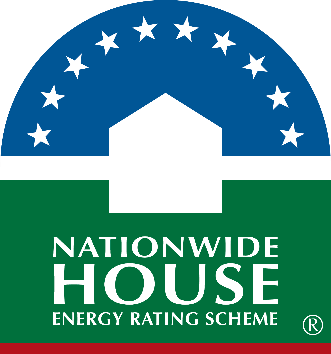 NATIONWIDE
HOUSE
ENERGY RATING SCHEME ®